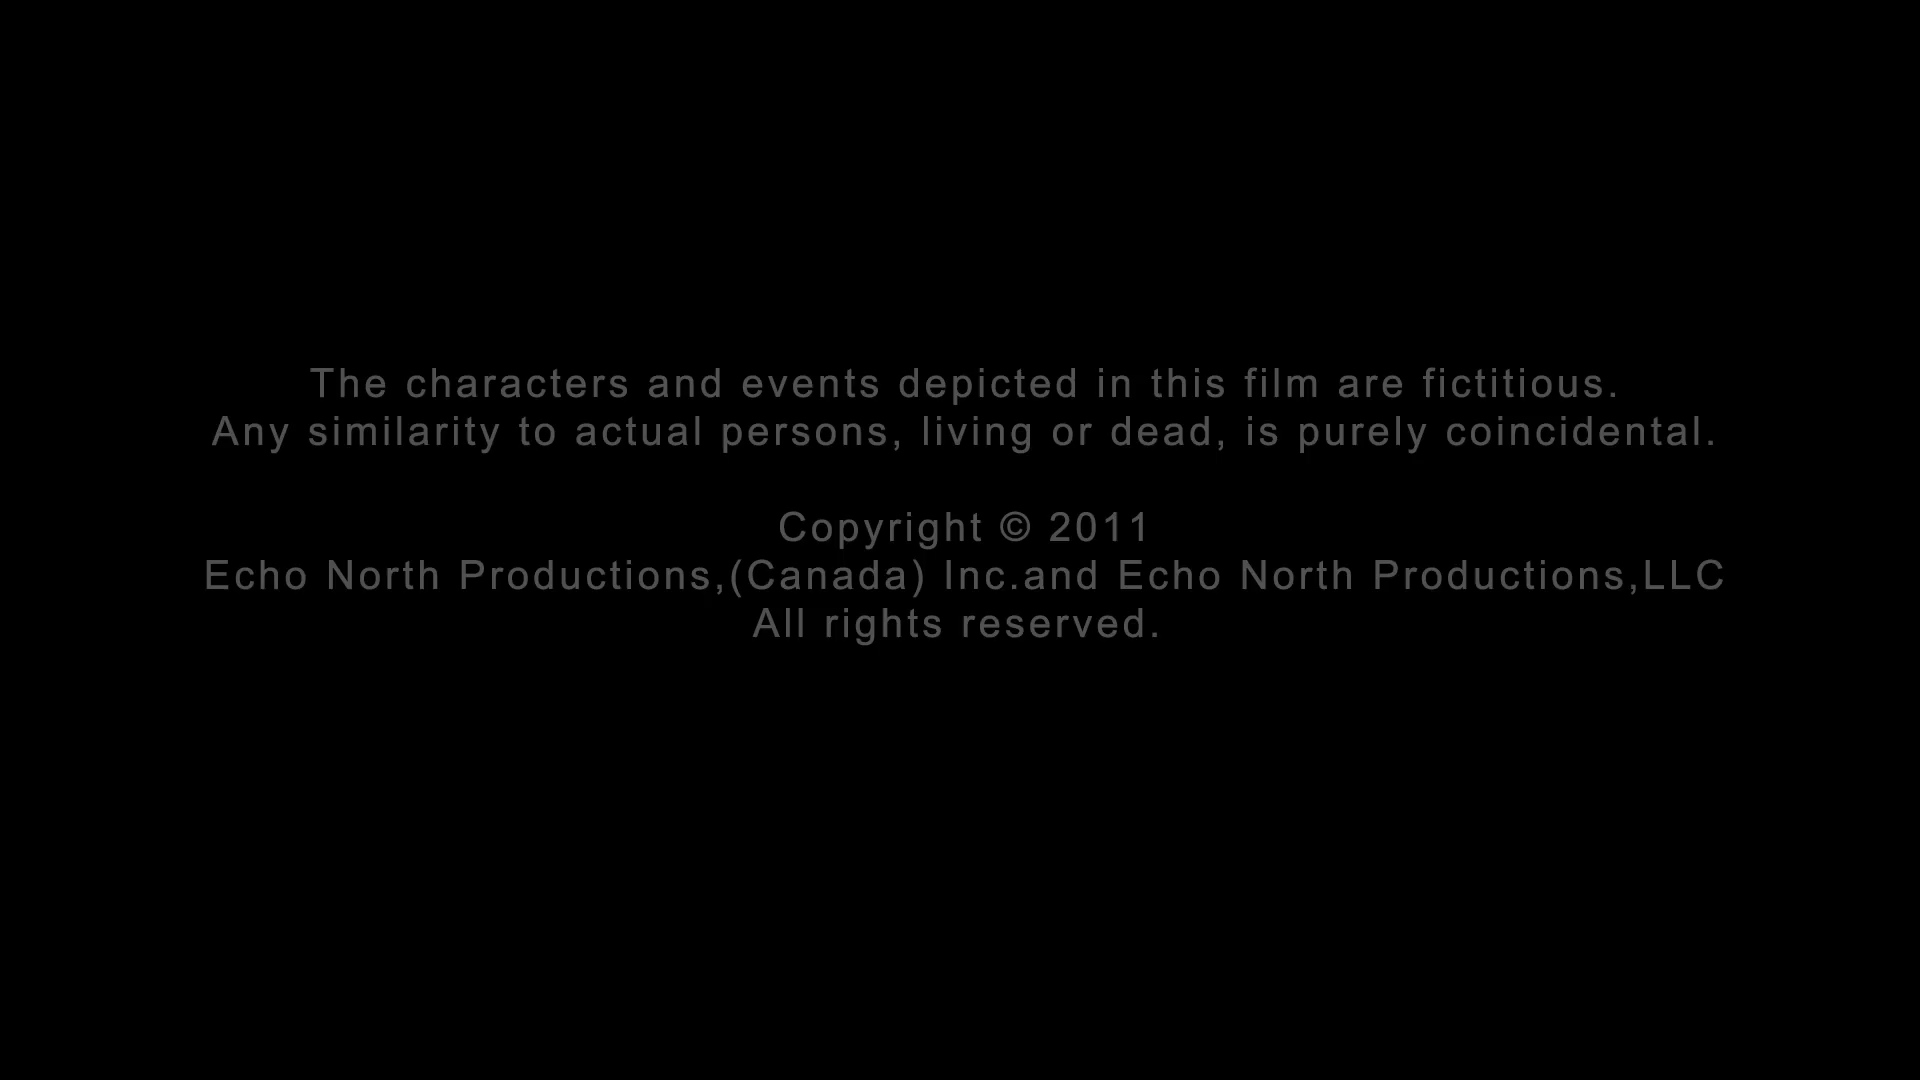 The characters and events depicted in this film are fictitious.
Any similarity to actual persons, living or dead, is purely coincidental.
Copyright © 2011
Echo North Productions,(Canada) Inc.and Echo North Productions,LLC
All rights reserved.